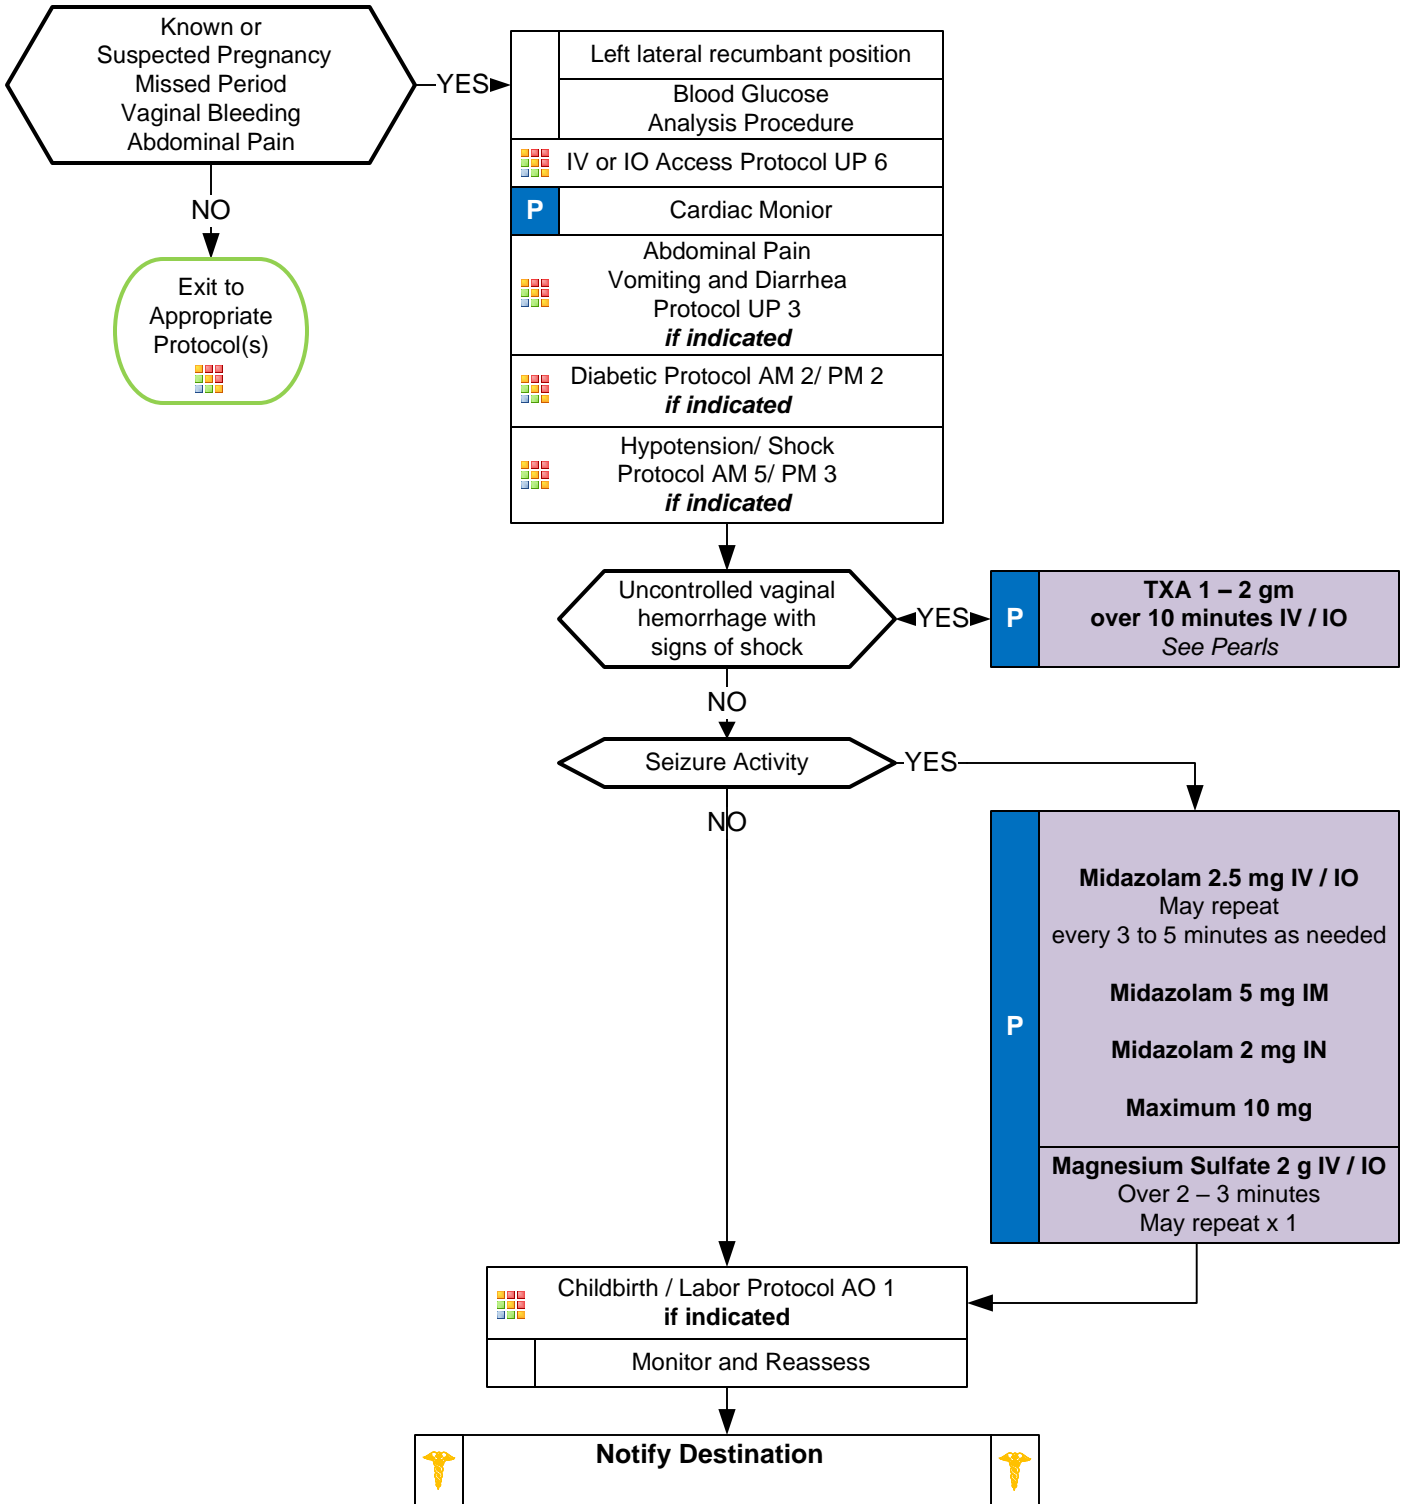 Known or
Suspected Pregnancy
Missed Period
Vaginal Bleeding
Abdominal Pain
YES
NO
Exit to
Appropriate
Protocol(s)
Left lateral recumbant position
Blood Glucose
Analysis Procedure
IV or IO Access Protocol UP 6
P
Cardiac Monior
Abdominal Pain
Vomiting and Diarrhea
Protocol UP 3
if indicated
Diabetic Protocol AM 2/ PM 2
if indicated
Hypotension/ Shock
Protocol AM 5/ PM 3
if indicated
Uncontrolled vaginal
hemorrhage with
signs of shock
YES
P
TXA 1 – 2 gm
over 10 minutes IV / IO
See Pearls
NO
Seizure Activity
YES
NO
P
Midazolam 2.5 mg IV / IO
May repeat
every 3 to 5 minutes as needed
Midazolam 5 mg IM
Midazolam 2 mg IN
Maximum 10 mg
Magnesium Sulfate 2 g IV / IO
Over 2 – 3 minutes
May repeat x 1
Childbirth / Labor Protocol AO 1
if indicated
Monitor and Reassess
Notify Destination